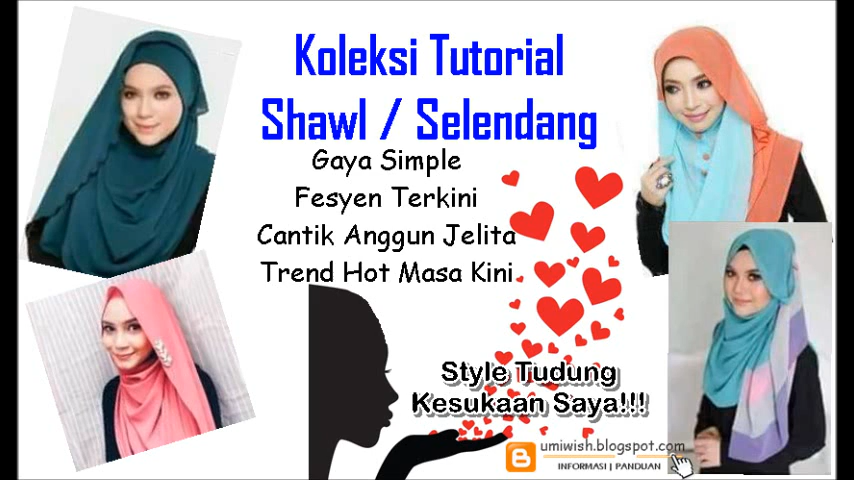 Koleksi Tutorial
Shawl / Selendang
Gaya Simple
Fesyen Terkini
Cantik Anggun Jelita
Trend Hot Masa Kini
Style Tudung
Kesukaan Saya!!!
umiwish.blogspot.com
INFORMASI | PANDUAN